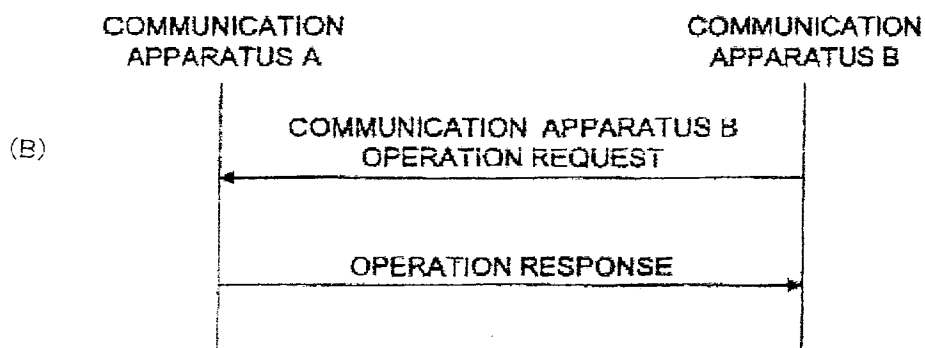 COMMUNICATION
APPARATUS A
COMMUNICATION
APPARATUS B
(B)
COMMUNICATION APPARATUS B
OPERATION REQUEST
OPERATION RESPONSE